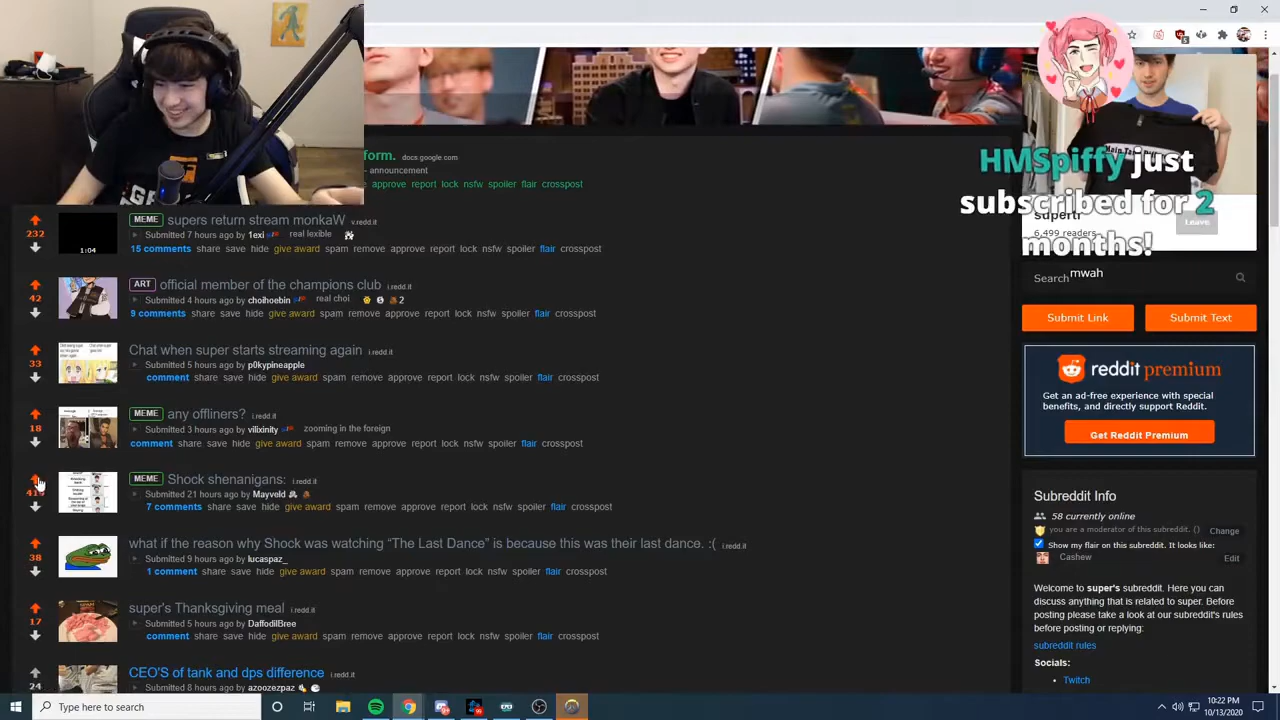 form. docs.google.com
- announcement
approve report lock nsfw spoiler flair crosspost
HMSpiffy just
subscribed for 2
months!
mwah
232
1:04
MEME supers return stream monkaW v.redd.it
Submitted 7 hours ago by 1exi real lexible
15 comments share save hide give award spam remove approve report lock nsfw spoiler flair crosspost
42
ART official member of the champions club i.redd.it
Submitted 4 hours ago by choihoebin real choi 2
9 comments share save hide give award spam remove approve report lock nsfw spoiler flair crosspost
33
Chat when super starts streaming again i.redd.it
Submitted 5 hours ago by p0kypineapple
comment share save hide give award spam remove approve report lock nsfw spoiler flair crosspost
18
MEME any offliners? i.redd.it
Submitted 3 hours ago by vilixinity zooming in the foreign
comment share save hide give award spam remove approve report lock nsfw spoiler flair crosspost
MEME Shock shenanigans: i.redd.it
Submitted 21 hours ago by Mayveld
7 comments share save hide give award spam remove approve report lock nsfw spoiler flair crosspost
38
what if the reason why Shock was watching “The Last Dance” is because this was their last dance. :( i.redd.it
Submitted 9 hours ago by lucaspaz_
1 comment share save hide give award spam remove approve report lock nsfw spoiler flair crosspost
17
super's Thanksgiving meal i.redd.it
Submitted 5 hours ago by DaffodilBree
comment share save hide give award spam remove approve report lock nsfw spoiler flair crosspost
24
CEO'S of tank and dps difference i.redd.it
Submitted 8 hours ago by azoozezpaz
supertf
6,499 readers
Leave
Search
Submit Link
Submit Text
reddit premium
Get an ad-free experience with special
benefits, and directly support Reddit.
Get Reddit Premium
Subreddit Info
58 currently online
you are a moderator of this subreddit. () Change
Show my flair on this subreddit. It looks like:
Cashew Edit
Welcome to super's subreddit. Here you can
discuss anything that is related to super. Before
posting please take a look at our subreddit's rules
before posting or replying:
subreddit rules
Socials:
• Twitch
Type here to search
10:22 PM
10/13/2020